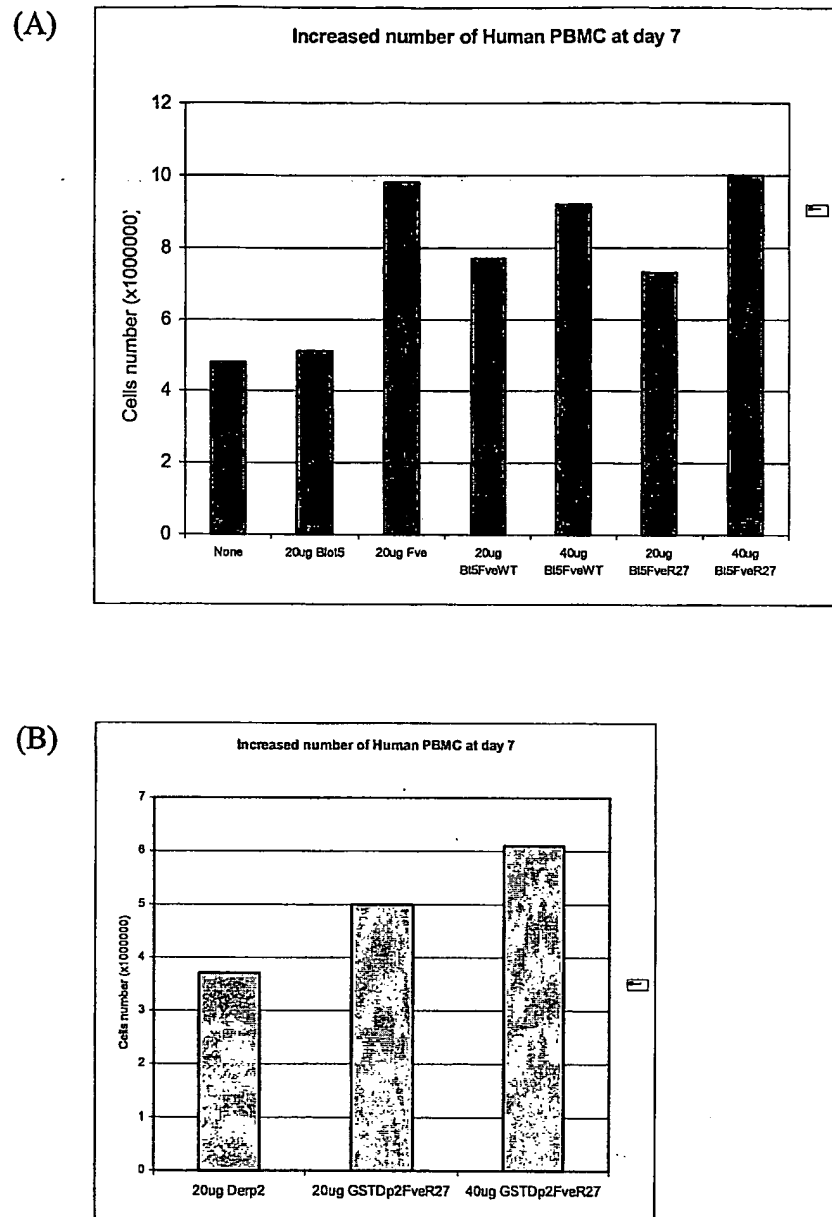 (A)
Increased number of Human PBMC at day 7
Cells number (x1000000)
12
10
8
6
4
2
0
None
20ug Blot5
20ug Fve
20ug
Bt5FveWT
40ug
Bt5FveWT
20ug
Bt5FveR27
40ug
Bt5FveR27
(B)
Increased number of Human PBMC at day 7
Cells number (x1000000)
7
6
5
4
3
2
1
0
20ug Derp2
20ug GSTDp2FveR27
40ug GSTDp2FveR27